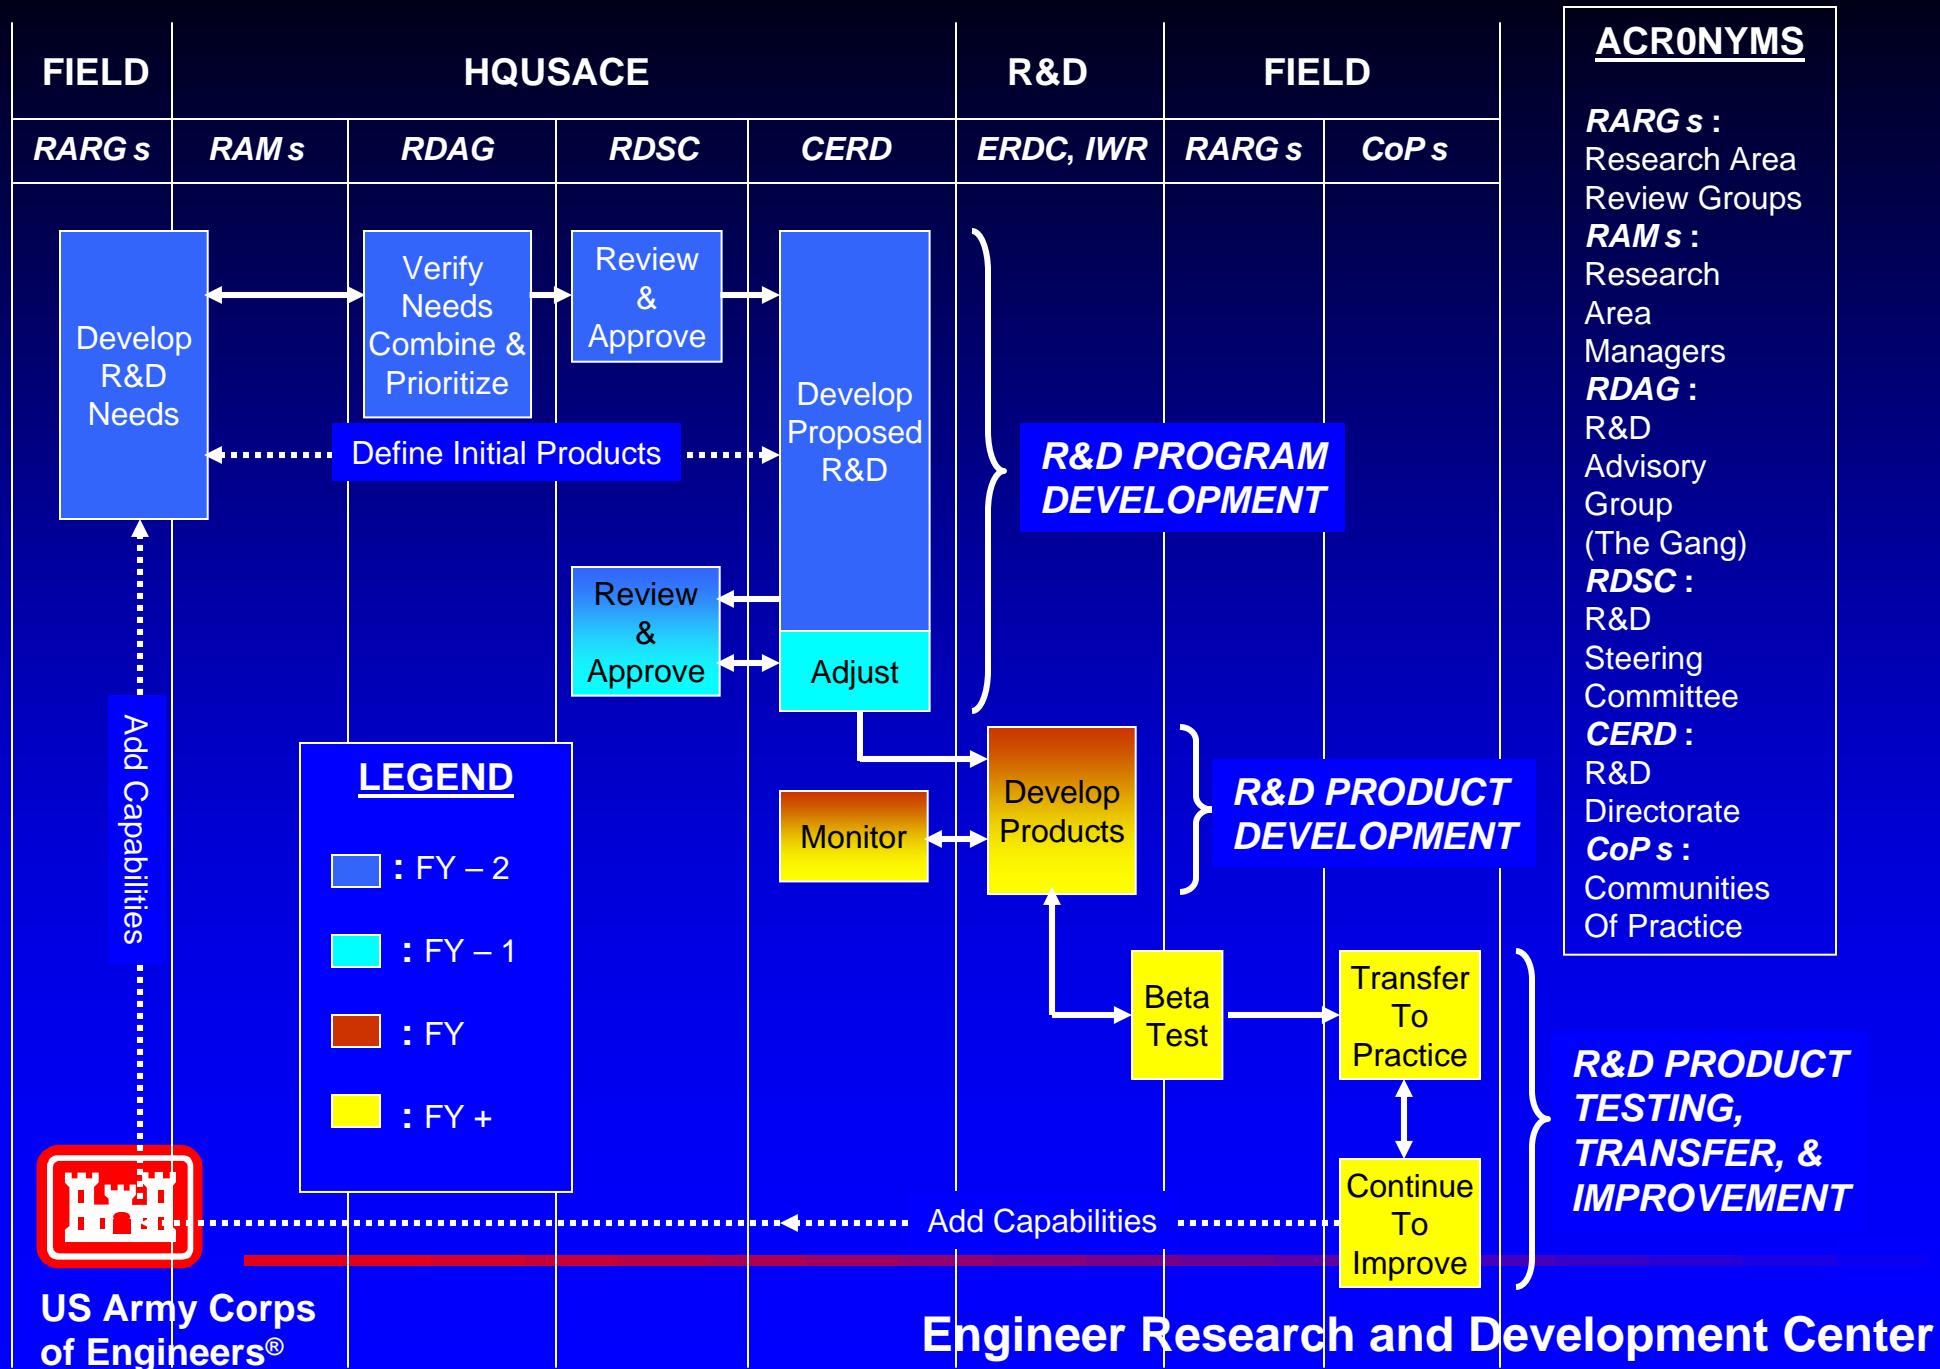 FIELD
HQUSACE
R&D
FIELD
RARG s
RAM s
RDAG
RDSC
CERD
ERDC, IWR
RARG s
CoP s
Develop
R&D
Needs
Verify
Needs
Combine &
Prioritize
Review
&
Approve
Develop
Proposed
R&D
Define Initial Products
R&D PROGRAM
DEVELOPMENT
Review
&
Approve
Adjust
Add Capabilities
LEGEND
: FY – 2
: FY – 1
: FY
: FY +
Monitor
Develop
Products
R&D PRODUCT
DEVELOPMENT
Beta
Test
Transfer
To
Practice
Continue
To
Improve
Add Capabilities
R&D PRODUCT
TESTING,
TRANSFER, &
IMPROVEMENT
ACR0NYMS
RARG s :
Research Area
Review Groups
RAM s :
Research
Area
Managers
RDAG :
R&D
Advisory
Group
(The Gang)
RDSC :
R&D
Steering
Committee
CERD :
R&D
Directorate
CoP s :
Communities
Of Practice
US Army Corps
of Engineers®
Engineer Research and Development Center